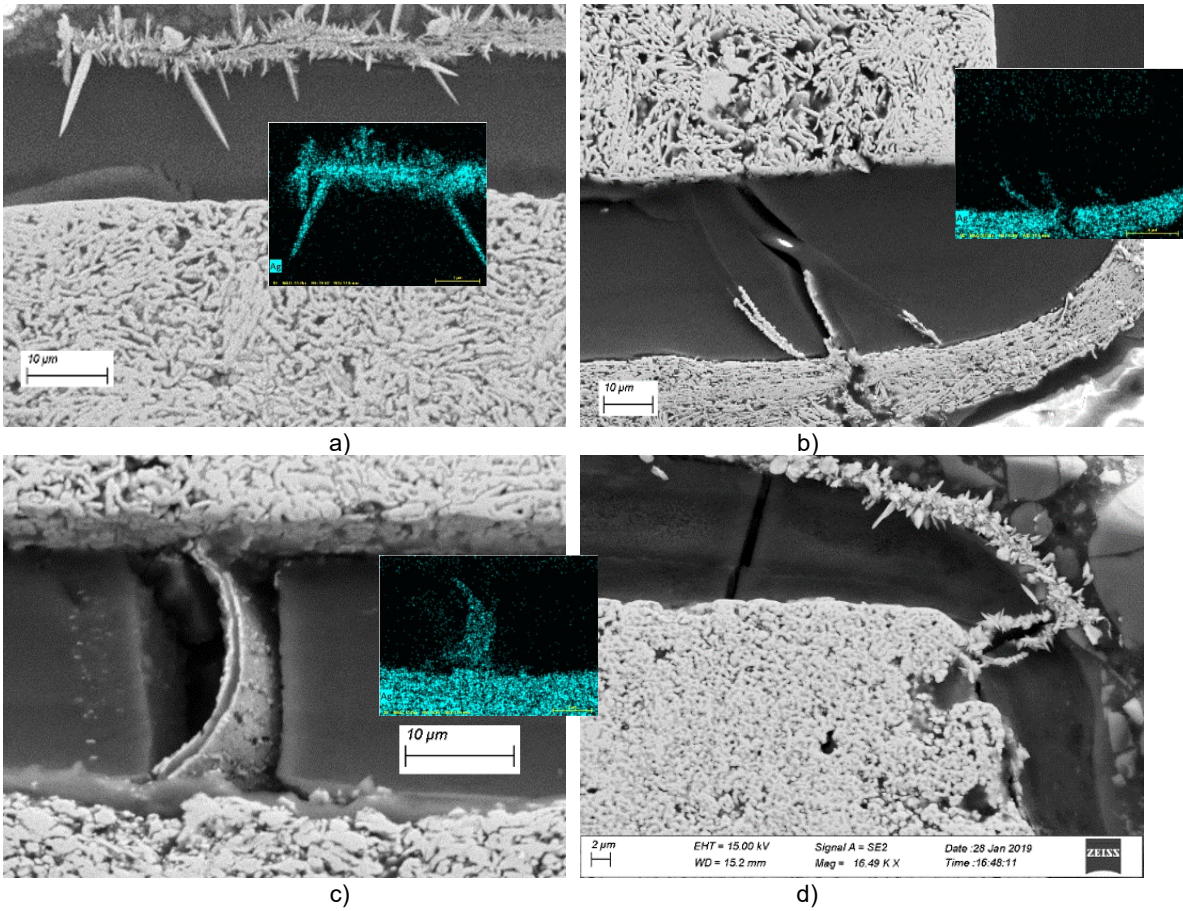 10 µm
Ag
a)
10 µm
Ag
b)
10 µm
Ag
c)
2 µm
EHT = 15.00 kV
WD = 15.2 mm
Signal A = SE2
Mag = 16.49 K X
Date :28 Jan 2019
Time :16:48:11
ZEISS
d)